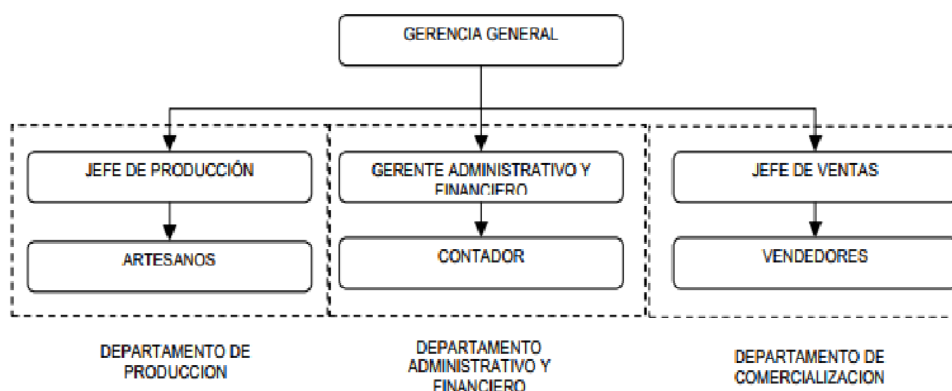 GERENCIA GENERAL
JEFE DE PRODUCCIÓN
GERENTE ADMINISTRATIVO Y
FINANCIERO
JEFE DE VENTAS
ARTESANOS
CONTADOR
VENDEDORES
DEPARTAMENTO DE
PRODUCCION
DEPARTAMENTO
ADMINISTRATIVO Y
FINANCIERO
DEPARTAMENTO DE
COMERCIALIZACION